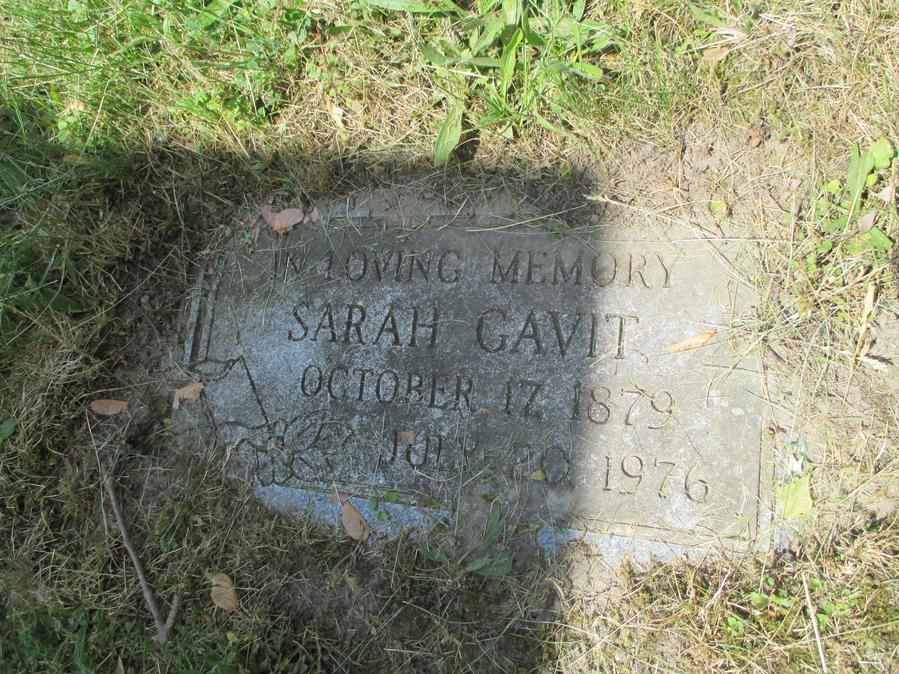 IN LOVING MEMORY
SARAH GAVIT
OCTOBER 17, 1879
JULY 1976